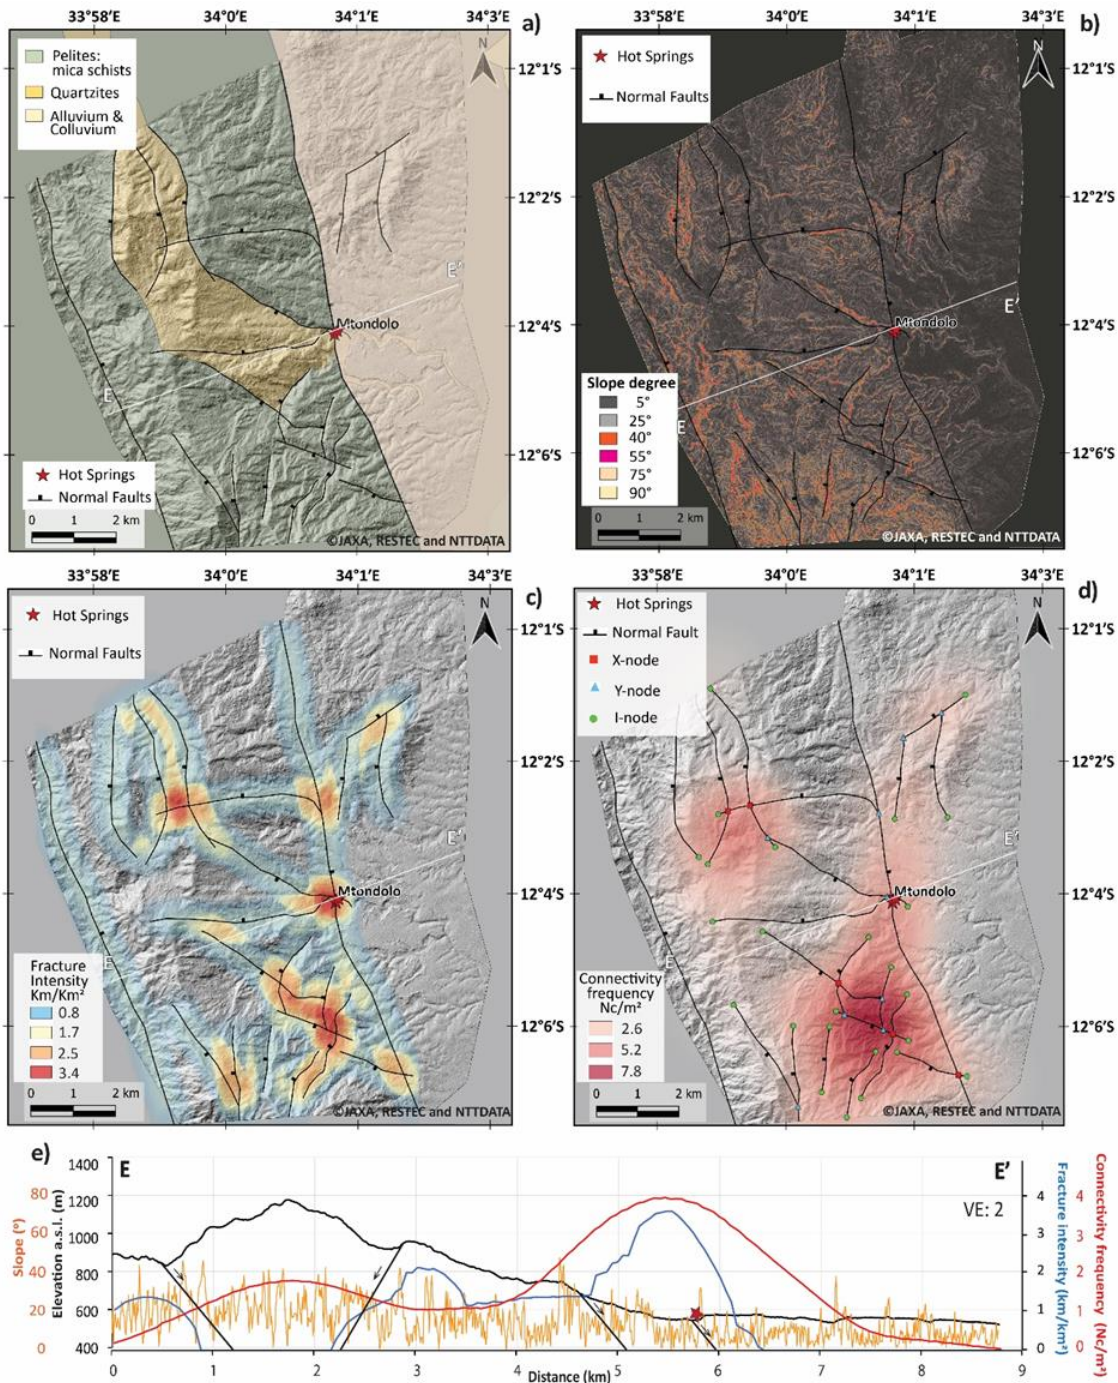 33°58'E 34°0'E 34°1'E 34°3'E
a)
N
Pelites:
mica schists
Quartzites
Alluvium &
Colluvium
12°1'S
12°2'S
12°4'S
12°6'S
E'
Mtondolo
E
Hot Springs
Normal Faults
0 1 2 km
©JAXA, RESTEC and NTTDATA
33°58'E 34°0'E 34°1'E 34°3'E
b)
N
Hot Springs
Normal Faults
12°1'S
12°2'S
12°4'S
12°6'S
E'
Mtondolo
E
Slope degree
5°
25°
40°
55°
75°
90°
0 1 2 km
©JAXA, RESTEC and NTTDATA
33°58'E 34°0'E 34°1'E 34°3'E
c)
N
Hot Springs
Normal Faults
12°1'S
12°2'S
12°4'S
12°6'S
E'
Mtondolo
E
Fracture
Intensity
Km/Km²
0.8
1.7
2.5
3.4
0 1 2 km
©JAXA, RESTEC and NTTDATA
33°58'E 34°0'E 34°1'E 34°3'E
d)
N
Hot Springs
Normal Fault
X-node
Y-node
I-node
12°1'S
12°2'S
12°4'S
12°6'S
E'
Mtondolo
E
Connectivity
frequency
Nc/m²
2.6
5.2
7.8
0 1 2 km
©JAXA, RESTEC and NTTDATA
e)
E
E'
VE: 2
Slope (º)
80
60
40
20
0
Elevation a.s.l. (m)
1400
1200
1000
800
600
400
4
3
2
1
0
Fracture intensity (km/km²)
4
3
2
1
0
Connectivity frequency (Nc/m²)
0 1 2 3 4 5 6 7 8 9
Distance (km)